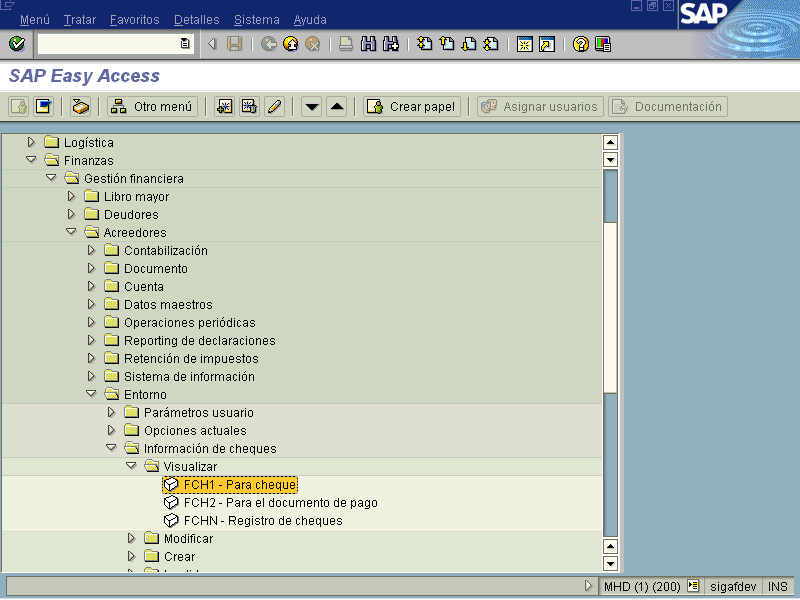 Menú Tratar Favoritos Detalles Sistema Ayuda
SAP
SAP Easy Access
Otro menú Crear papel Asignar usuarios Documentación
Logística
Finanzas
Gestión financiera
Libro mayor
Deudores
Acreedores
Contabilización
Documento
Cuenta
Datos maestros
Operaciones periódicas
Reporting de declaraciones
Retención de impuestos
Sistema de información
Entorno
Parámetros usuario
Opciones actuales
Información de cheques
Visualizar
FCH1 - Para cheque
FCH2 - Para el documento de pago
FCHN - Registro de cheques
Modificar
Crear
MHD (1) (200) sigafdev INS